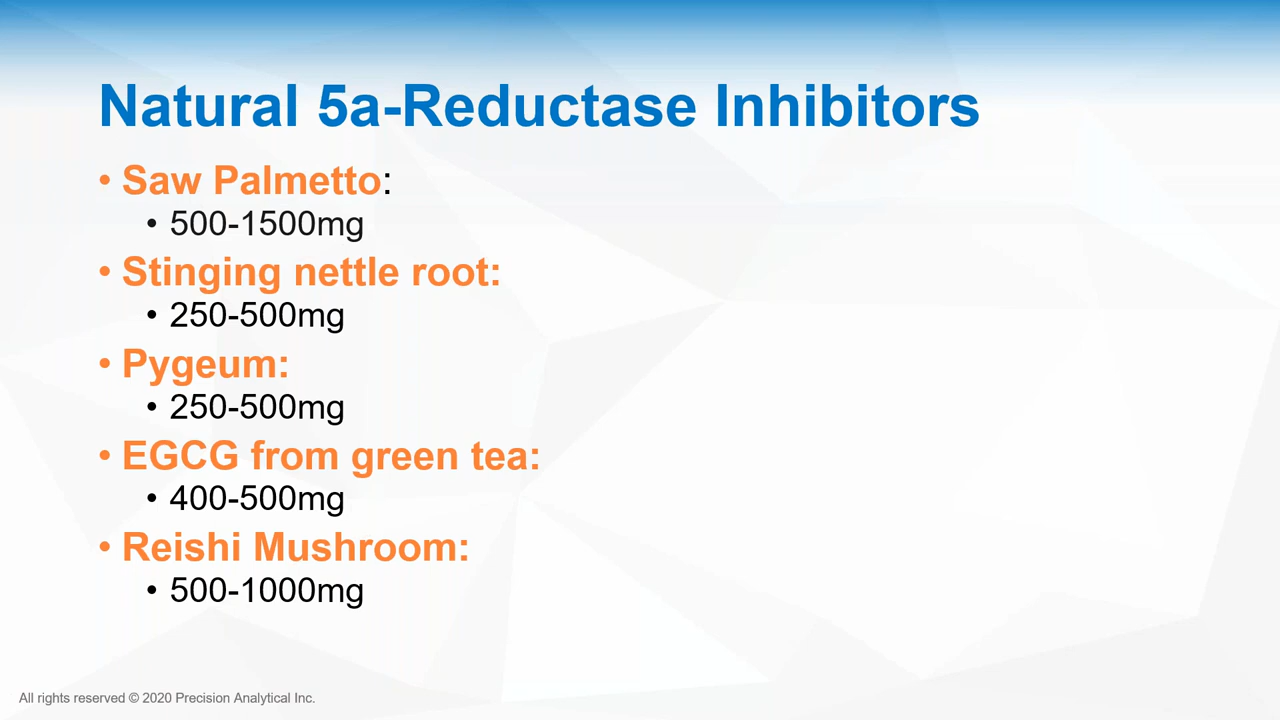 Natural 5a-Reductase Inhibitors
• Saw Palmetto:
• 500-1500mg
• Stinging nettle root:
• 250-500mg
• Pygeum:
• 250-500mg
• EGCG from green tea:
• 400-500mg
• Reishi Mushroom:
• 500-1000mg
All rights reserved © 2020 Precision Analytical Inc.